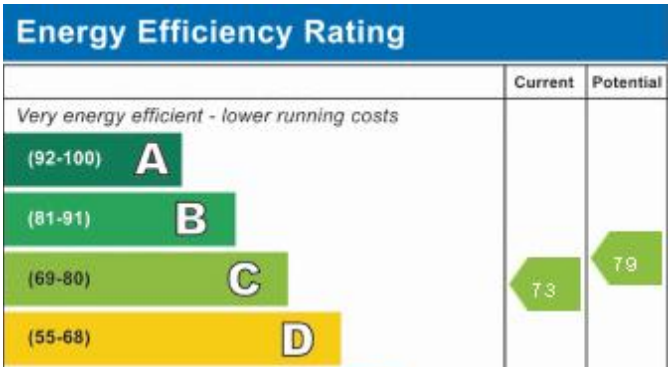 Energy Efficiency Rating
Current Potential
Very energy efficient - lower running costs
(92-100) A
(81-91) B
(69-80) C
73
79
(55-68) D